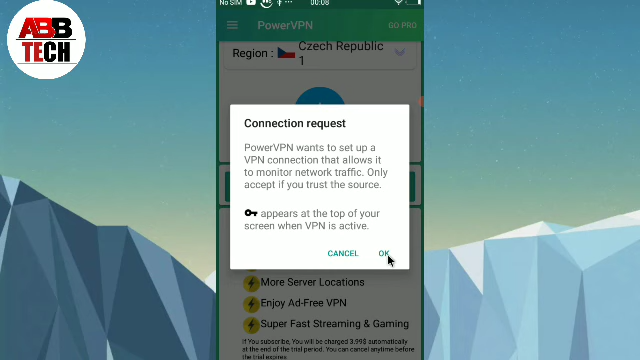 ABB
TECH
No SIM
00:08
PowerVPN
GO PRO
Region :
Czech Republic
1
Connection request
PowerVPN wants to set up a
VPN connection that allows it
to monitor network traffic. Only
accept if you trust the source.
appears at the top of your
screen when VPN is active.
CANCEL
OK
More Server Locations
Enjoy Ad-Free VPN
Super Fast Streaming & Gaming
If You Subscribe, You will be charged 3.99$ automatically
at the end of the trial period. You can cancel anytime before
the trial expires